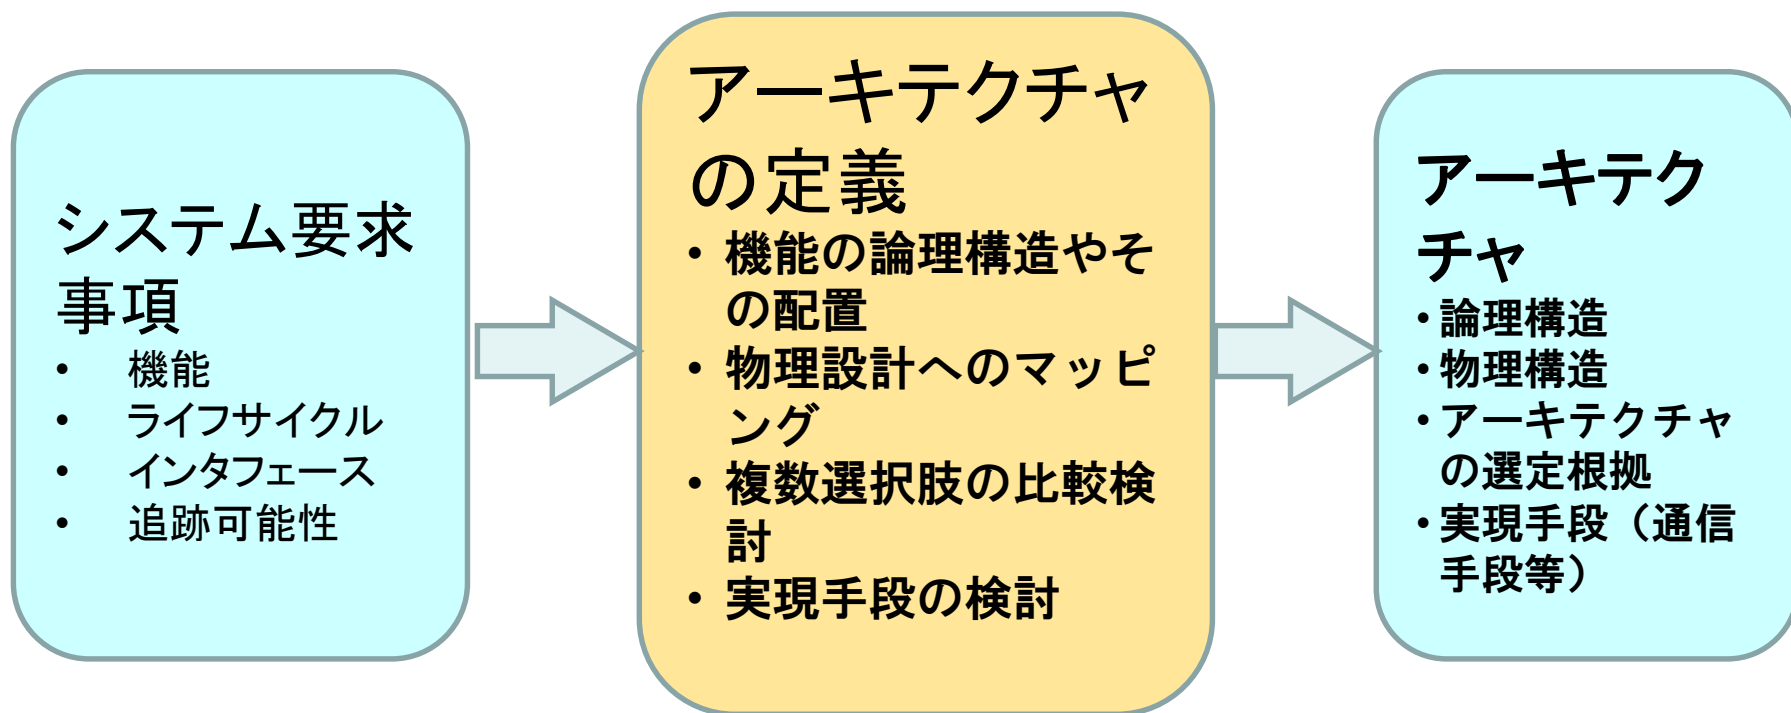 システム要求
事項
• 機能
• ライフサイクル
• インタフェース
• 追跡可能性
アーキテクチャ
の定義
• 機能の論理構造やそ
の配置
• 物理設計へのマッピ
ング
• 複数選択肢の比較検
討
• 実現手段の検討
アーキテク
チャ
• 論理構造
• 物理構造
• アーキテクチャ
の選定根拠
• 実現手段（通信
手段等）